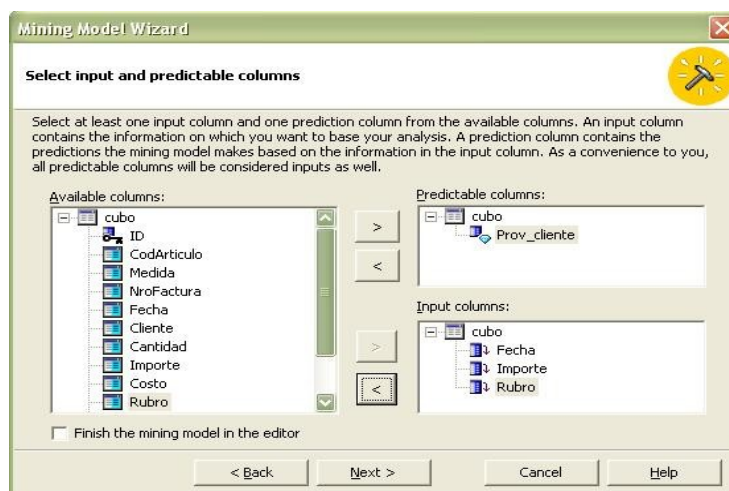 Mining Model Wizard
Select input and predictable columns
Select at least one input column and one prediction column from the available columns. An input column
contains the information on which you want to base your analysis. A prediction column contains the
predictions the mining model makes based on the information in the input column. As a convenience to you,
all predictable columns will be considered inputs as well.
Available columns:
cubo
ID
CodArticulo
Medida
NroFactura
Fecha
Cliente
Cantidad
Importe
Costo
Rubro
>
<
>
<
Predictable columns:
cubo
Prov_cliente
Input columns:
cubo
Fecha
Importe
Rubro
Finish the mining model in the editor
< Back
Next >
Cancel
Help